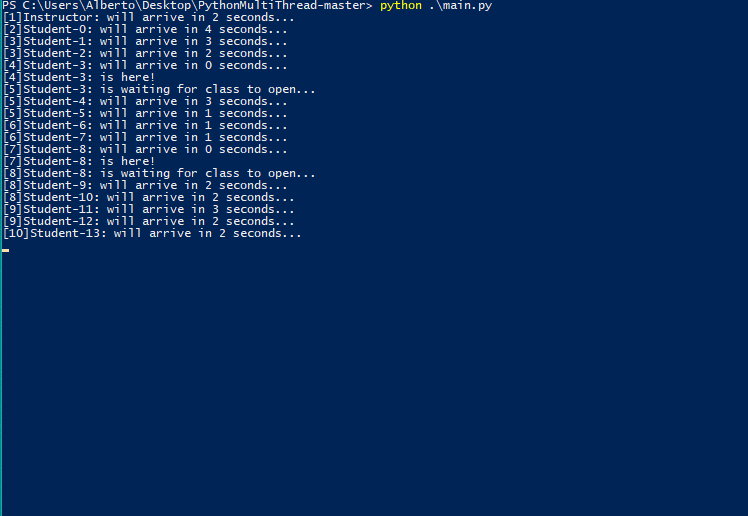 PS C:\Users\Alberto\Desktop\PythonMultiThread-master> python .\main.py
[1]Instructor: will arrive in 2 seconds...
[2]Student-0: will arrive in 4 seconds...
[3]Student-1: will arrive in 3 seconds...
[3]Student-2: will arrive in 2 seconds...
[4]Student-3: will arrive in 0 seconds...
[4]Student-3: is here!
[5]Student-3: is waiting for class to open...
[5]Student-4: will arrive in 3 seconds...
[5]Student-5: will arrive in 1 seconds...
[6]Student-6: will arrive in 1 seconds...
[6]Student-7: will arrive in 1 seconds...
[7]Student-8: will arrive in 0 seconds...
[7]Student-8: is here!
[8]Student-8: is waiting for class to open...
[8]Student-9: will arrive in 2 seconds...
[8]Student-10: will arrive in 2 seconds...
[9]Student-11: will arrive in 3 seconds...
[9]Student-12: will arrive in 2 seconds...
[10]Student-13: will arrive in 2 seconds...